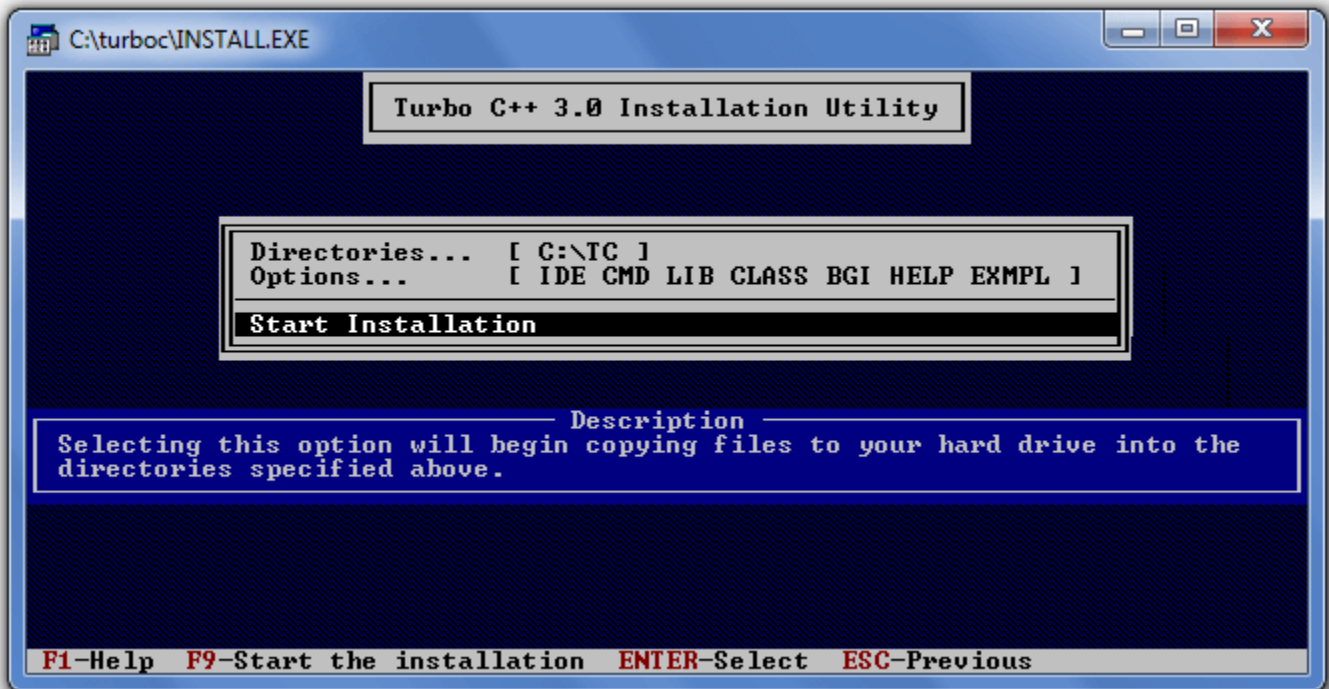 C:\turboc\INSTALL.EXE
Turbo C++ 3.0 Installation Utility
Directories... [ C:\TC ]
Options... [ IDE CMD LIB CLASS BGI HELP EXMPL ]
Start Installation
Description
Selecting this option will begin copying files to your hard drive into the
directories specified above.
F1-Help F9-Start the installation ENTER-Select ESC-Previous